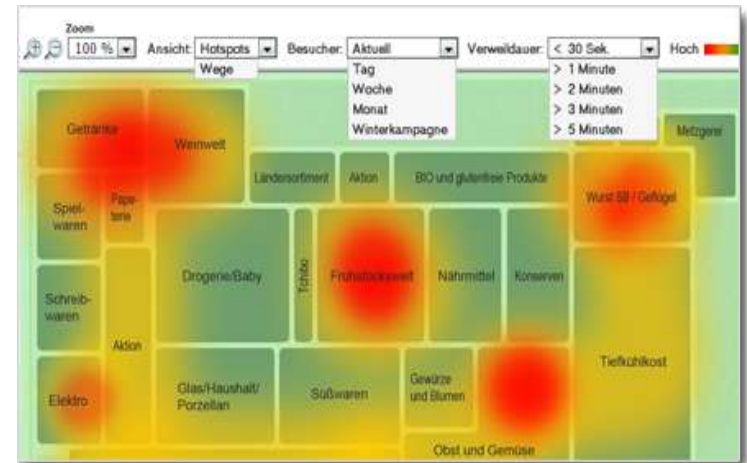 Zoom
100 %
Ansicht: Hotspots
Besucher: Aktuell
Verweildauer: < 30 Sek.
Hoch
Wege
Tag
Woche
Monat
Winterkampagne
> 1 Minute
> 2 Minuten
> 3 Minuten
> 5 Minuten
Getränke
Weinwelt
Metzgerei
Ländersortiment
Aktion
BIO und glutenfreie Produkte
Wurst SB / Geflügel
Spiel-
waren
Pape-
terie
Drogerie/Baby
Tchibo
Frühstückswelt
Nährmittel
Konserven
Schreib-
waren
Aktion
Tiefkühlkost
Elektro
Glas/Haushalt/
Porzellan
Süßwaren
Gewürze
und Blumen
Obst und Gemüse